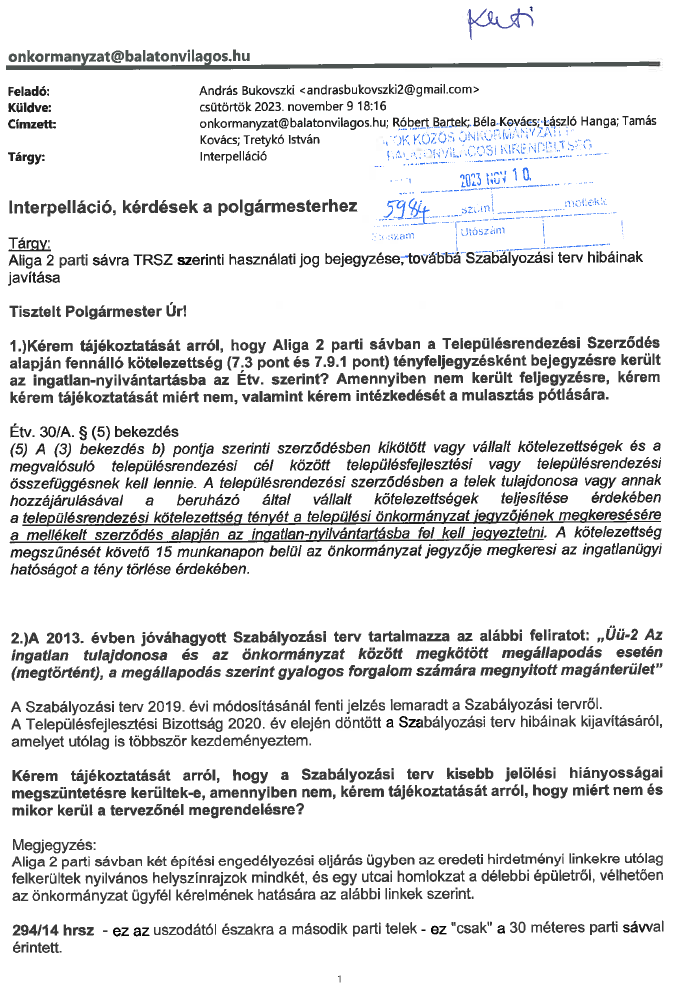 Kuti
onkormanyzat@balatonvilagos.hu
Feladó: András Bukovszki <andrasbukovszki2@gmail.com>
Küldve: csütörtök 2023. november 9 18:16
Címzett: onkormanyzat@balatonvilagos.hu; Róbert Bartek; Béla Kovács; László Hanga; Tamás
Kovács; Tretykó István
Tárgy: Interpelláció
KÖZÖS ÖNKORMÁNYZATI
BALATONVILÁGOSI KIRENDELTSÉG
2023 NOV 10.
5984 szám melléklet
Utószám
Interpelláció, kérdések a polgármesterhez
Tárgy:
Aliga 2 parti sávra TRSZ szerinti használati jog bejegyzése, továbbá Szabályozási terv hibáinak
javítása
Tisztelt Polgármester Úr!
1.)Kérem tájékoztatását arról, hogy Aliga 2 parti sávban a Településrendezési Szerződés
alapján fennálló kötelezettség (7.3 pont és 7.9.1 pont) tényfeljegyzésként bejegyzésre került
az ingatlan-nyilvántartásba az Étv. szerint? Amennyiben nem került feljegyzésre, kérem
kérem tájékoztatását miért nem, valamint kérem intézkedését a mulasztás pótlására.
Étv. 30/A. § (5) bekezdés
(5) A (3) bekezdés b) pontja szerinti szerződésben kikötött vagy vállalt kötelezettségek és a
megvalósuló településrendezési cél között településfejlesztési vagy településrendezési
összefüggésnek kell lennie. A településrendezési szerződésben a telek tulajdonosa vagy annak
hozzájárulásával a beruházó által vállalt kötelezettségek teljesítése érdekében
a településrendezési kötelezettség tényét a települési önkormányzat jegyzőjének megkeresésére
a mellékelt szerződés alapján az ingatlan-nyilvántartásba fel kell jegyeztetni. A kötelezettség
megszűnését követő 15 munkanapon belül az önkormányzat jegyzője megkeresi az ingatlanügyi
hatóságot a tény törlése érdekében.
2.)A 2013. évben jóváhagyott Szabályozási terv tartalmazza az alábbi feliratot: „Üü-2 Az
ingatlan tulajdonosa és az önkormányzat között megkötött megállapodás esetén
(megtörtént), a megállapodás szerint gyalogos forgalom számára megnyitott magánterület”
A Szabályozási terv 2019. évi módosításánál fenti jelzés lemaradt a Szabályozási tervről.
A Településfejlesztési Bizottság 2020. év elején döntött a Szabályozási terv hibáinak kijavításáról,
amelyet utólag is többször kezdeményeztem.
Kérem tájékoztatását arról, hogy a Szabályozási terv kisebb jelölési hiányosságai
megszüntetésre kerültek-e, amennyiben nem, kérem tájékoztatását arról, hogy miért nem és
mikor kerül a tervezőnél megrendelésre?
Megjegyzés:
Aliga 2 parti sávban két építési engedélyezési eljárás ügyben az eredeti hirdetményi linkekre utólag
felkerültek nyilvános helyszínrajzok mindkét, és egy utcai homlokzat a délebbi épületről, vélhetően
az önkormányzat ügyfél kérelmének hatására az alábbi linkek szerint.
294/14 hrsz - ez az uszodától északra a második parti telek - ez "csak" a 30 méteres parti sávval
érintett.
1